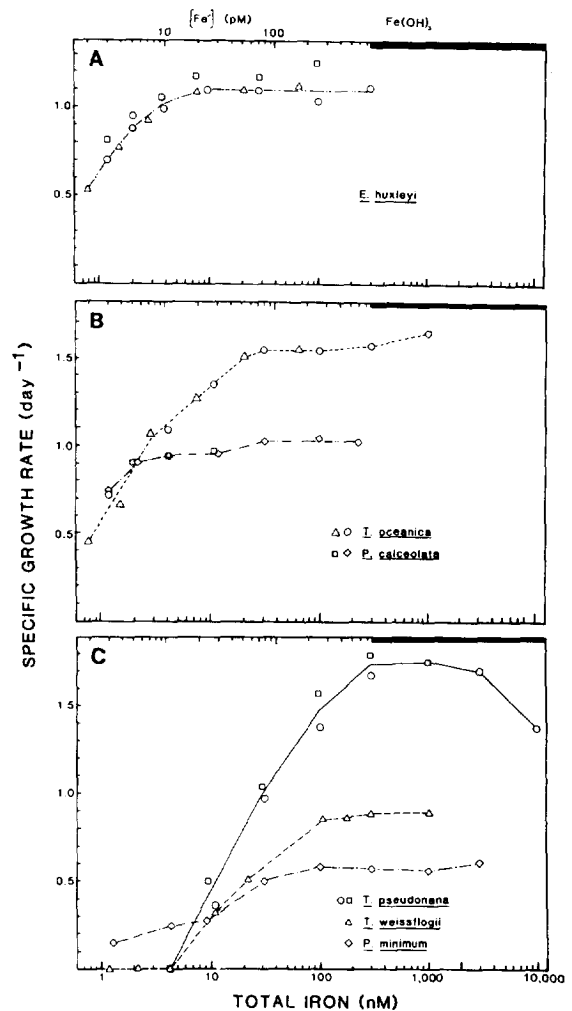 [Fe'] (pM) Fe(OH)s
10 100
A
1.0
0.5
E. huxleyi
B
1.5
1.0
0.5
T. oceanica
P. calceolata
C
1.5
1.0
0.5
T. pseudonana
T. weissflogii
P. minimum
1 10 100 1,000 10,000
TOTAL IRON (nM)
SPECIFIC GROWTH RATE (day -1)